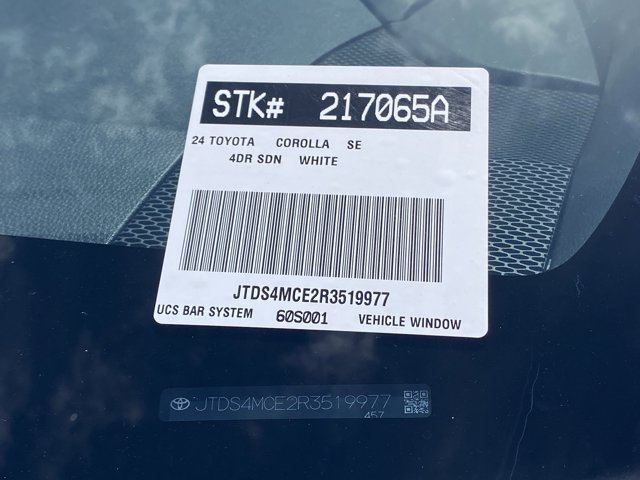 STK# 217065A
24 TOYOTA COROLLA SE
4DR SDN WHITE
JTDS4MCE2R3519977
UCS BAR SYSTEM 60S001 VEHICLE WINDOW
JTDS4MCE2R3519977
457